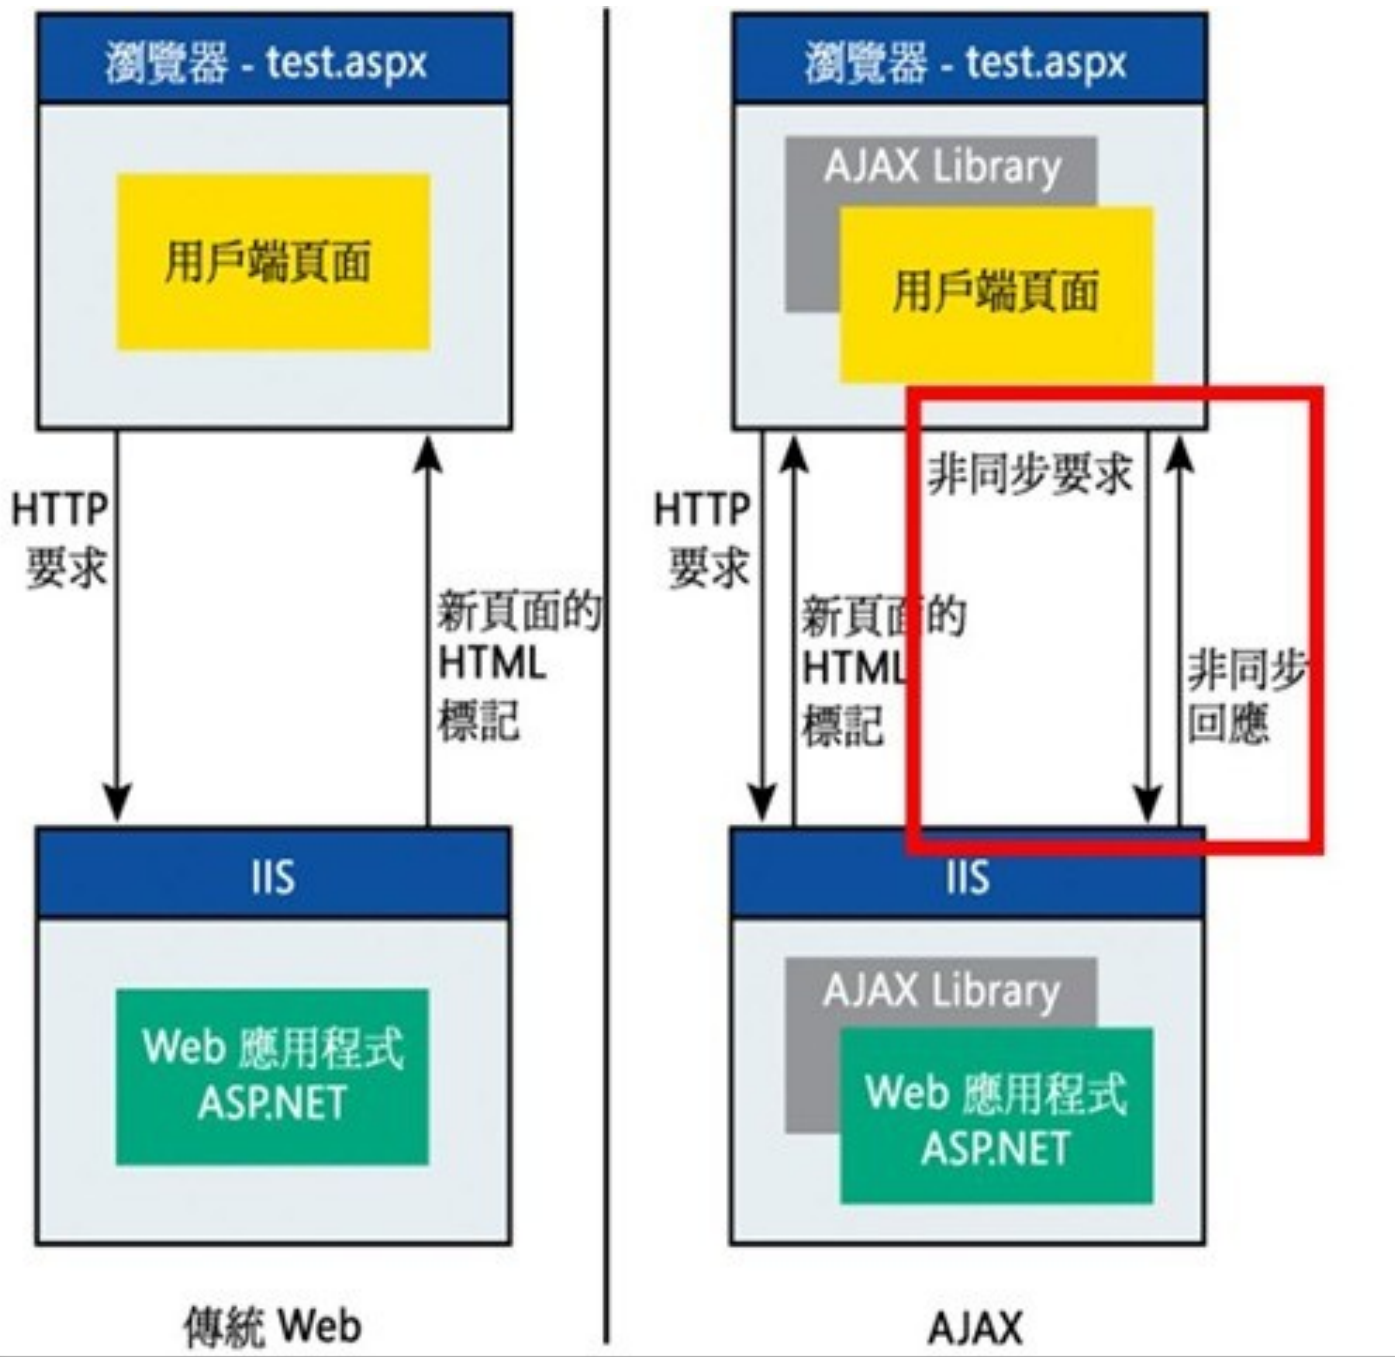 瀏覽器 - test.aspx
用戶端頁面
HTTP
要求
新頁面的
HTML
標記
IIS
Web 應用程式
ASP.NET
傳統 Web
瀏覽器 - test.aspx
AJAX Library
用戶端頁面
HTTP
要求
新頁面的
HTML
標記
非同步要求
非同步
回應
IIS
AJAX Library
Web 應用程式
ASP.NET
AJAX